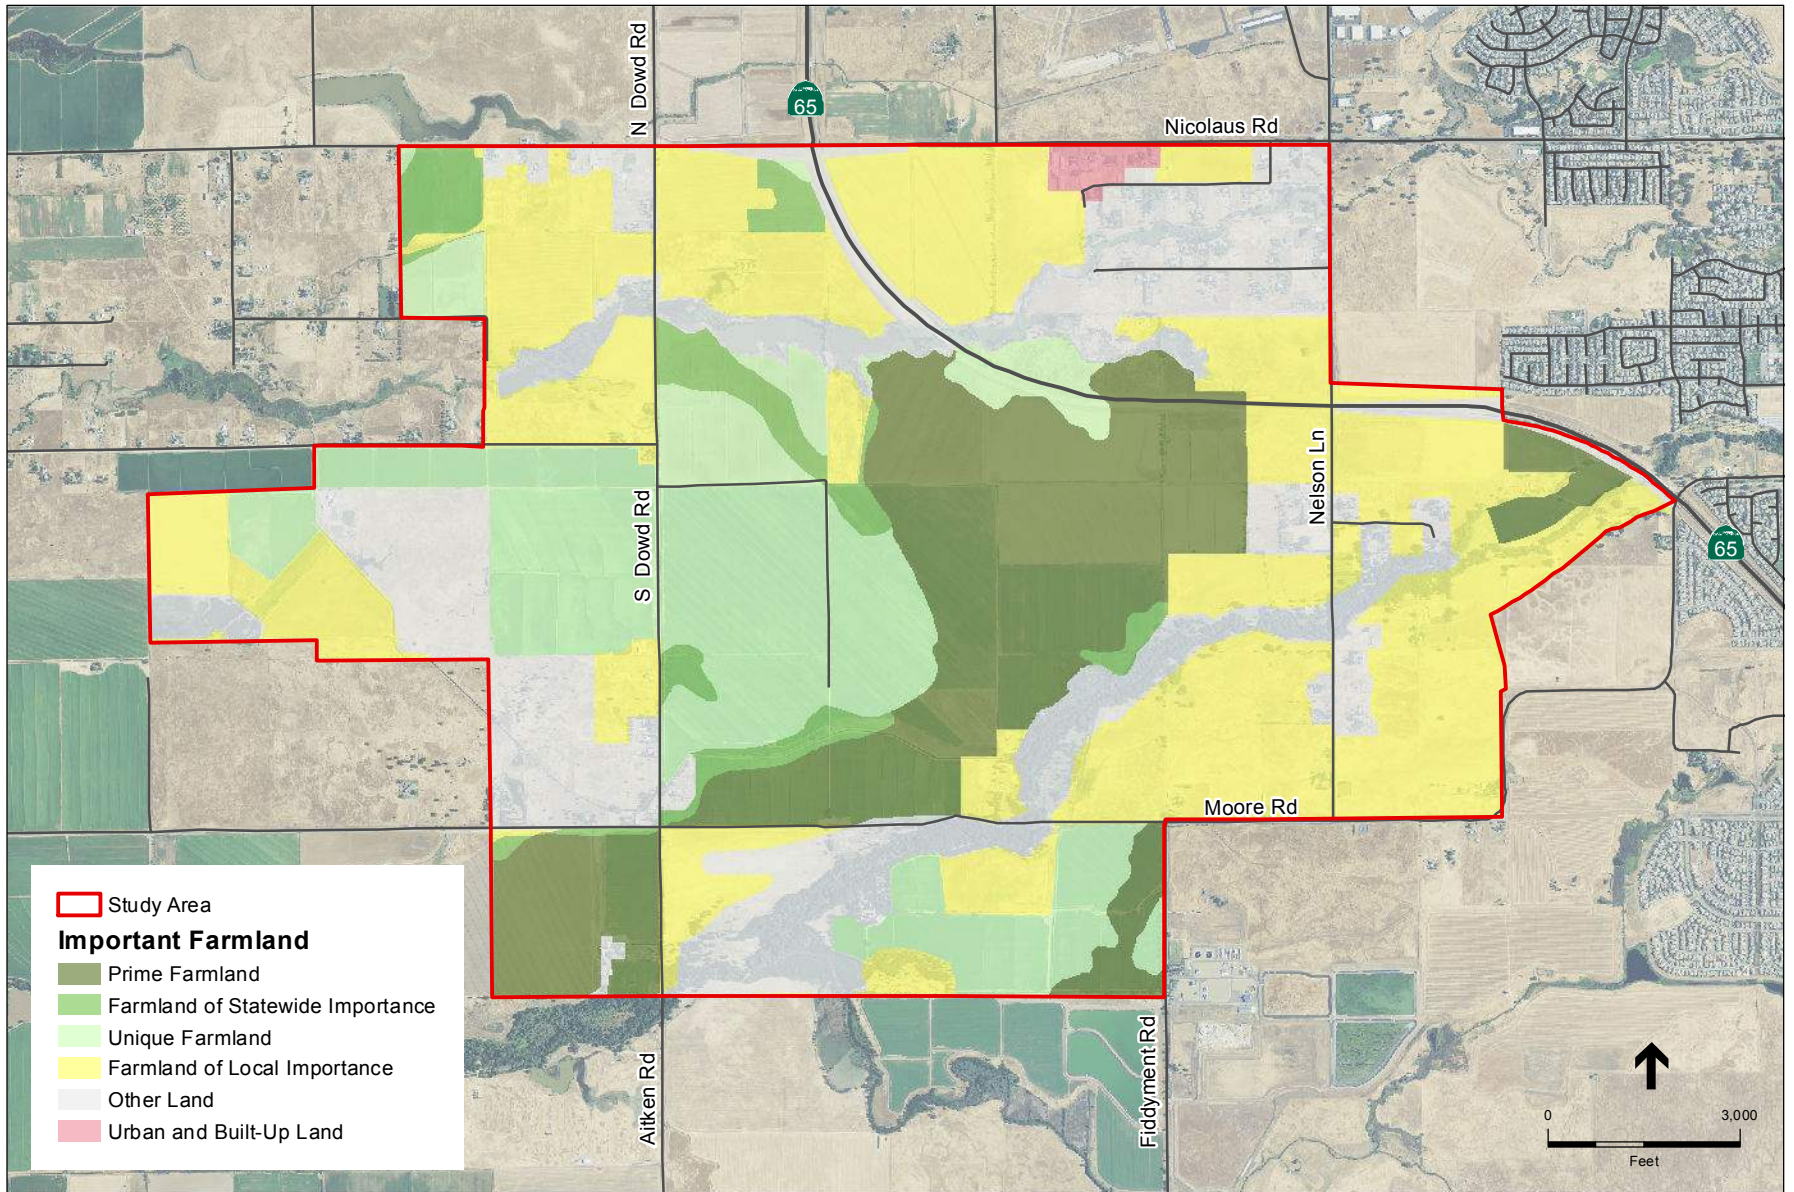 N Dowd Rd
65
Nicolaus Rd
Nelson Ln
S Dowd Rd
65
Moore Rd
Aitken Rd
Fiddyment Rd
Study Area
Important Farmland
Prime Farmland
Farmland of Statewide Importance
Unique Farmland
Farmland of Local Importance
Other Land
Urban and Built-Up Land
0 3,000
Feet